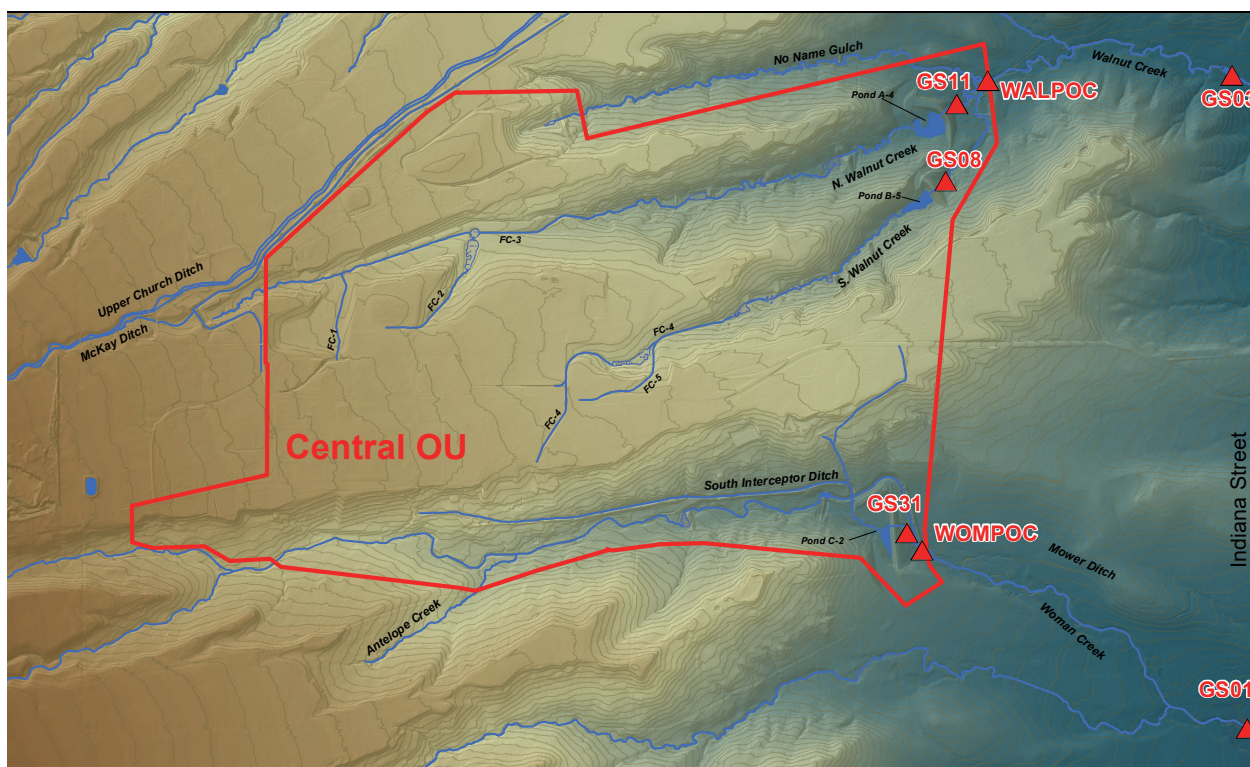 No Name Gulch
Walnut Creek
GS11
WALPOC
GS03
Pond A-4
GS08
N. Walnut Creek
Pond B-5
FC-3
S. Walnut Creek
Upper Church Ditch
FC-2
McKay Ditch
FC-1
FC-4
FC-5
FC-4
Central OU
South Interceptor Ditch
GS31
WOMPOC
Pond C-2
Indiana Street
Mower Ditch
Antelope Creek
Woman Creek
GS01